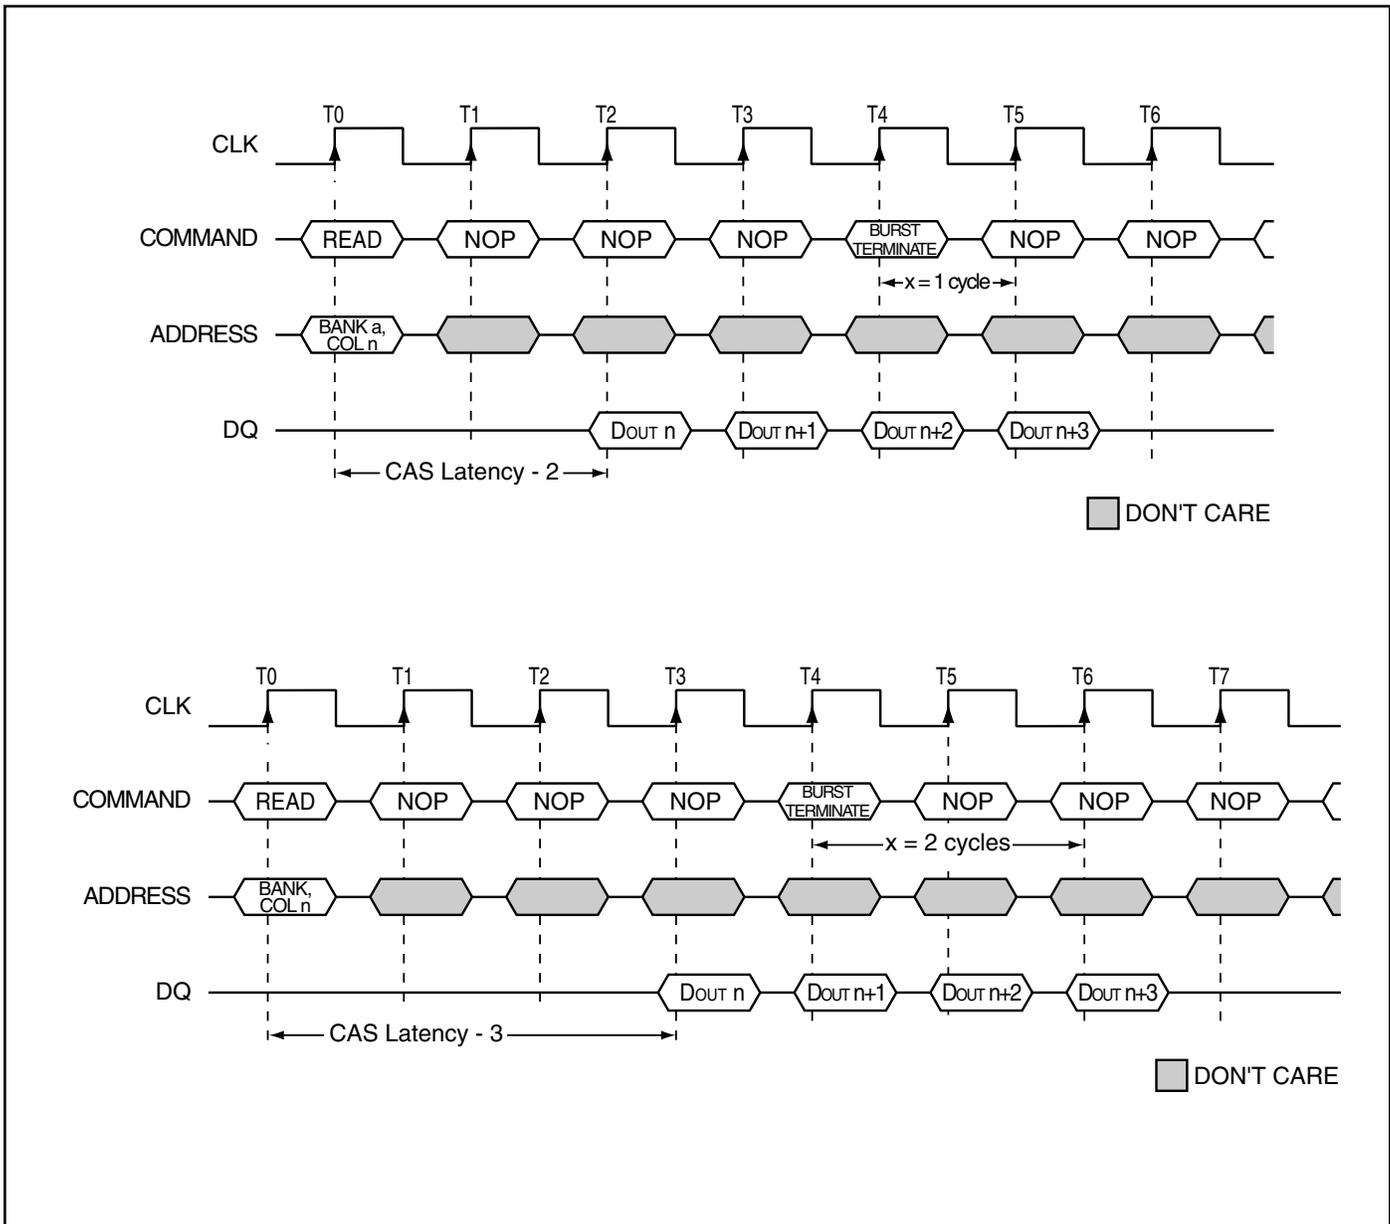 T0 T1 T2 T3 T4 T5 T6
CLK
COMMAND READ NOP NOP NOP BURST TERMINATE NOP NOP
x = 1 cycle
ADDRESS BANK a, COL n
DQ DOUT n DOUT n+1 DOUT n+2 DOUT n+3
CAS Latency - 2
DON'T CARE
T0 T1 T2 T3 T4 T5 T6 T7
CLK
COMMAND READ NOP NOP NOP BURST TERMINATE NOP NOP NOP
x = 2 cycles
ADDRESS BANK, COL n
DQ DOUT n DOUT n+1 DOUT n+2 DOUT n+3
CAS Latency - 3
DON'T CARE